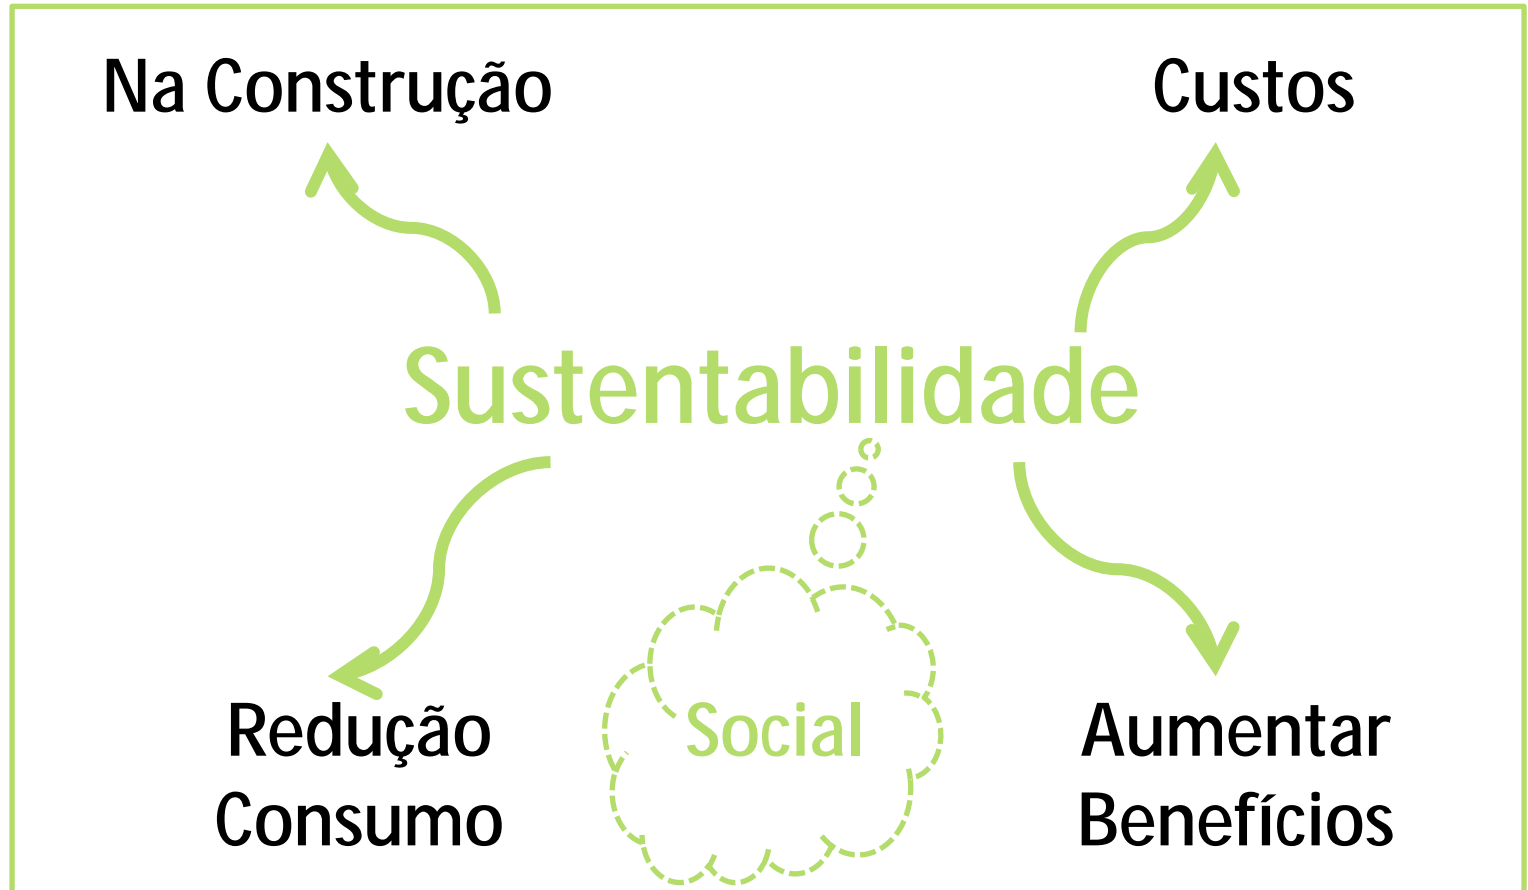 Na Construção
Custos
Sustentabilidade
Redução
Consumo
Social
Aumentar
Benefícios